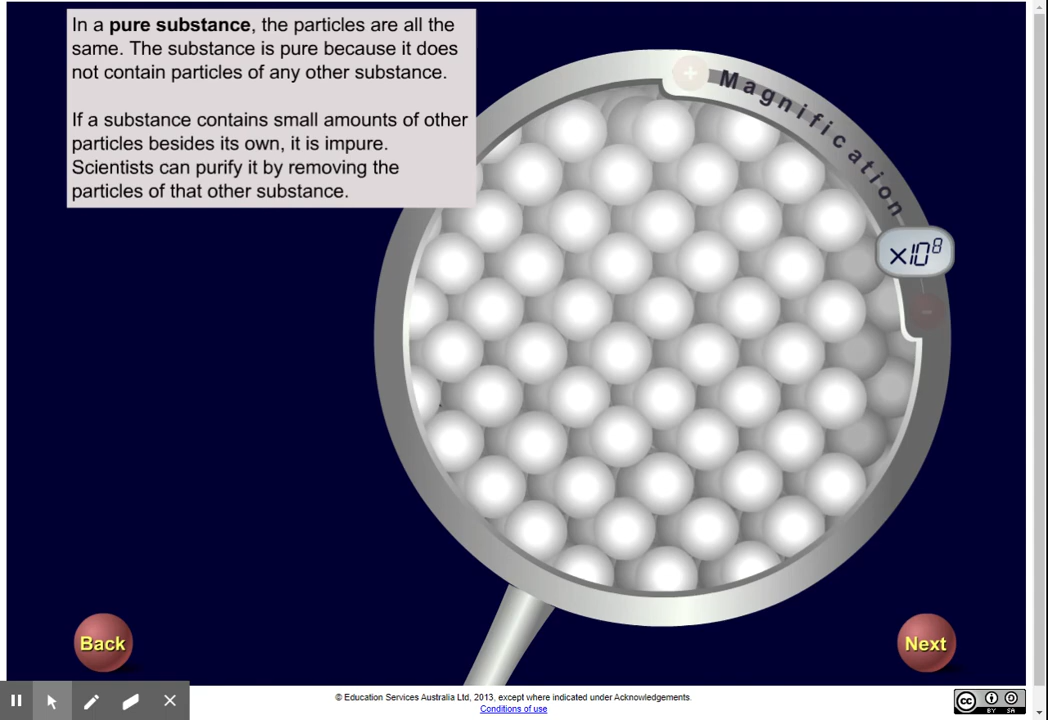 In a pure substance, the particles are all the
same. The substance is pure because it does
not contain particles of any other substance.
If a substance contains small amounts of other
particles besides its own, it is impure.
Scientists can purify it by removing the
particles of that other substance.
+ Magnification
×10⁸
-
Back
Next
© Education Services Australia Ltd, 2013, except where indicated under Acknowledgements.
Conditions of use
cc BY SA